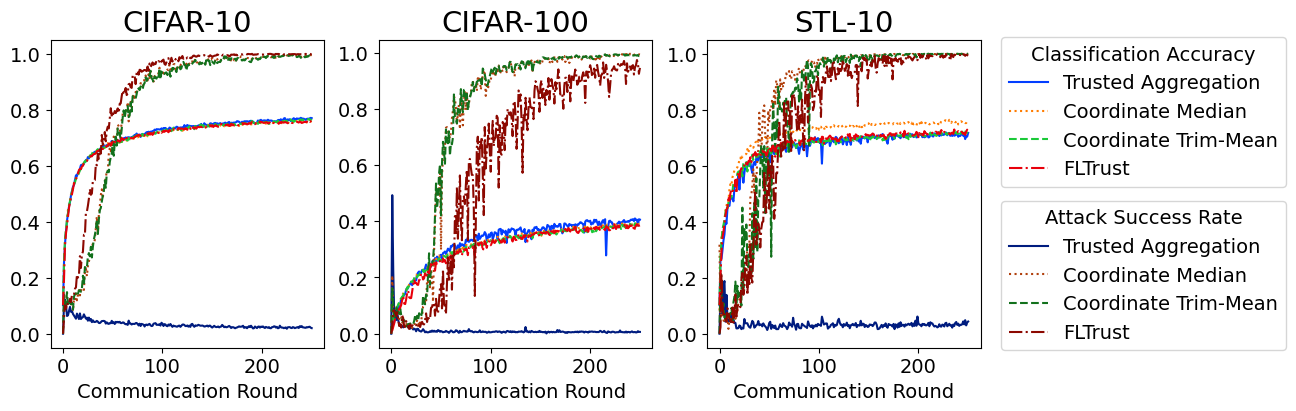 CIFAR-10
CIFAR-100
STL-10
1.0
0.8
0.6
0.4
0.2
0.0
0
100
200
Communication Round
1.0
0.8
0.6
0.4
0.2
0.0
0
100
200
Communication Round
1.0
0.8
0.6
0.4
0.2
0.0
0
100
200
Communication Round
Classification Accuracy
Trusted Aggregation
Coordinate Median
Coordinate Trim-Mean
FLTrust
Attack Success Rate
Trusted Aggregation
Coordinate Median
Coordinate Trim-Mean
FLTrust